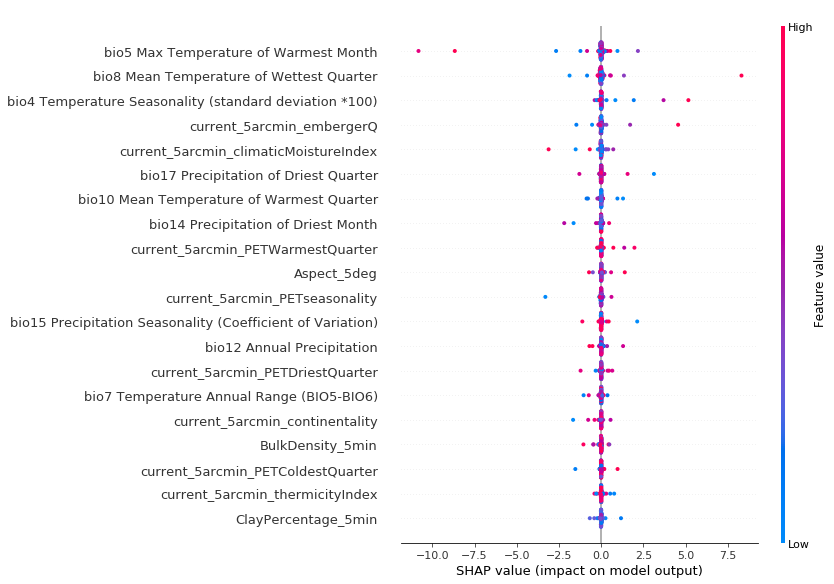 High
bio5 Max Temperature of Warmest Month
bio8 Mean Temperature of Wettest Quarter
bio4 Temperature Seasonality (standard deviation *100)
current_5arcmin_embergerQ
current_5arcmin_climaticMoistureIndex
bio17 Precipitation of Driest Quarter
bio10 Mean Temperature of Warmest Quarter
bio14 Precipitation of Driest Month
current_5arcmin_PETWarmestQuarter
Aspect_5deg
current_5arcmin_PETseasonality
bio15 Precipitation Seasonality (Coefficient of Variation)
bio12 Annual Precipitation
current_5arcmin_PETDriestQuarter
bio7 Temperature Annual Range (BIO5-BIO6)
current_5arcmin_continentality
BulkDensity_5min
current_5arcmin_PETColdestQuarter
current_5arcmin_thermicityIndex
ClayPercentage_5min
Feature value
Low
−10.0 −7.5 −5.0 −2.5 0.0 2.5 5.0 7.5
SHAP value (impact on model output)